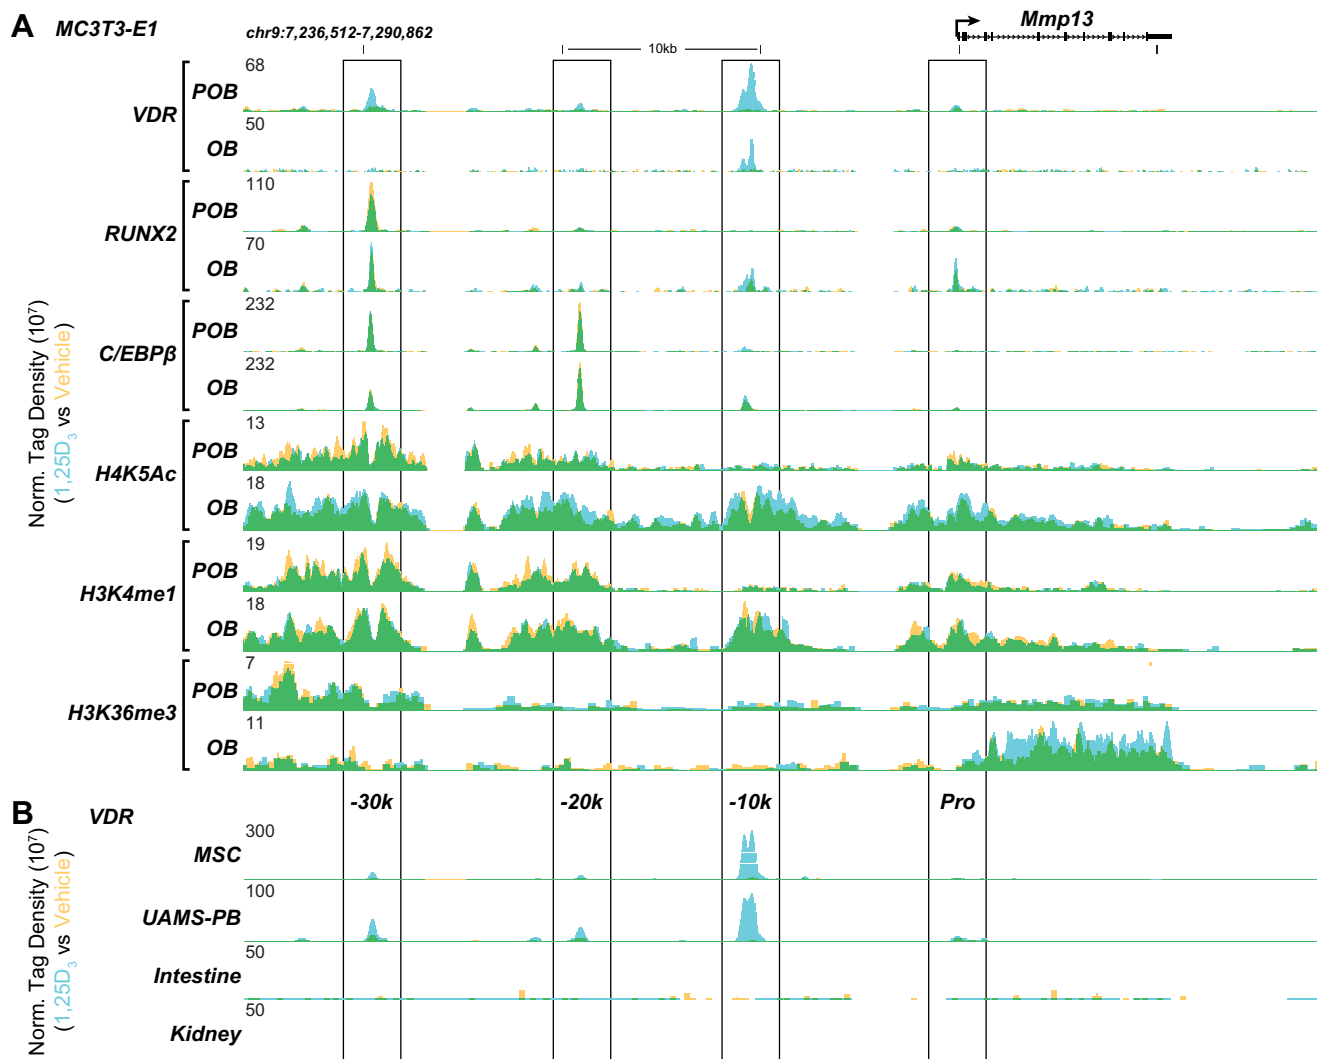 A MC3T3-E1 chr9:7,236,512-7,290,862 Mmp13
10kb
Norm. Tag Density (10⁷)
(1,25D₃ vs Vehicle)
VDR
POB 68
OB 50
RUNX2
POB 110
OB 70
C/EBPβ
POB 232
OB 232
H4K5Ac
POB 13
OB 18
H3K4me1
POB 19
OB 18
H3K36me3
POB 7
OB 11
-30k -20k -10k Pro
B VDR
Norm. Tag Density (10⁷)
(1,25D₃ vs Vehicle)
MSC 300
UAMS-PB 100
Intestine 50
Kidney 50